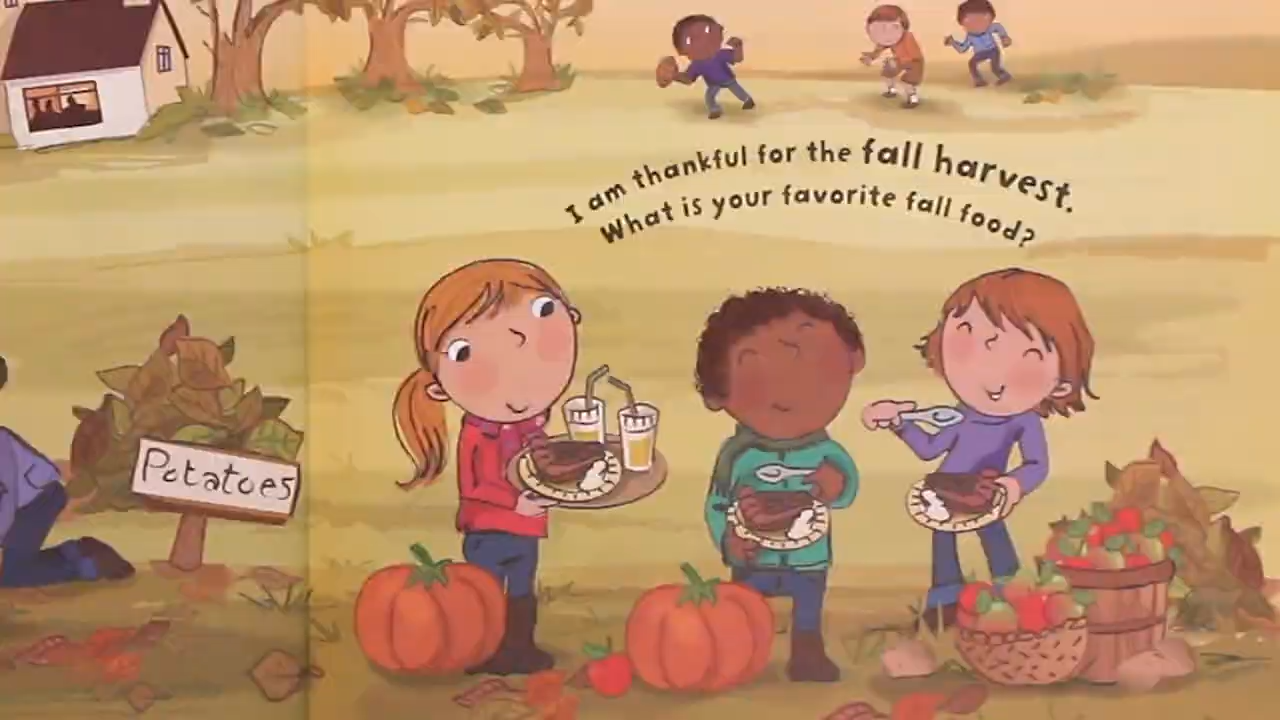 I am thankful for the fall harvest.
What is your favorite fall food?
Potatoes